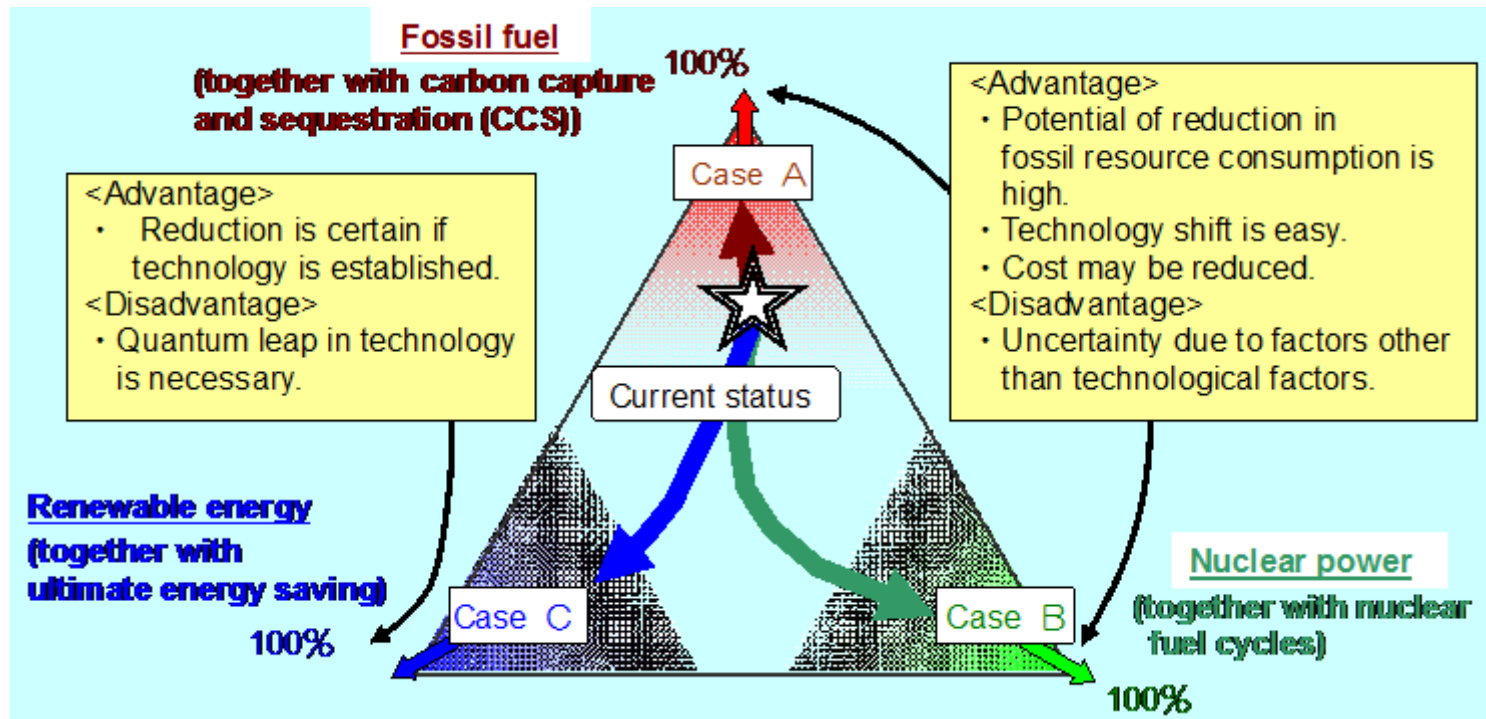 Fossil fuel
(together with carbon capture
and sequestration (CCS))
100%
<Advantage>
・Potential of reduction in
fossil resource consumption is
high.
・Technology shift is easy.
・Cost may be reduced.
<Disadvantage>
・Uncertainty due to factors other
than technological factors.
Case A
<Advantage>
・ Reduction is certain if
technology is established.
<Disadvantage>
・Quantum leap in technology
is necessary.
Current status
Renewable energy
(together with
ultimate energy saving)
100%
Case C
Case B
Nuclear power
(together with nuclear
fuel cycles)
100%